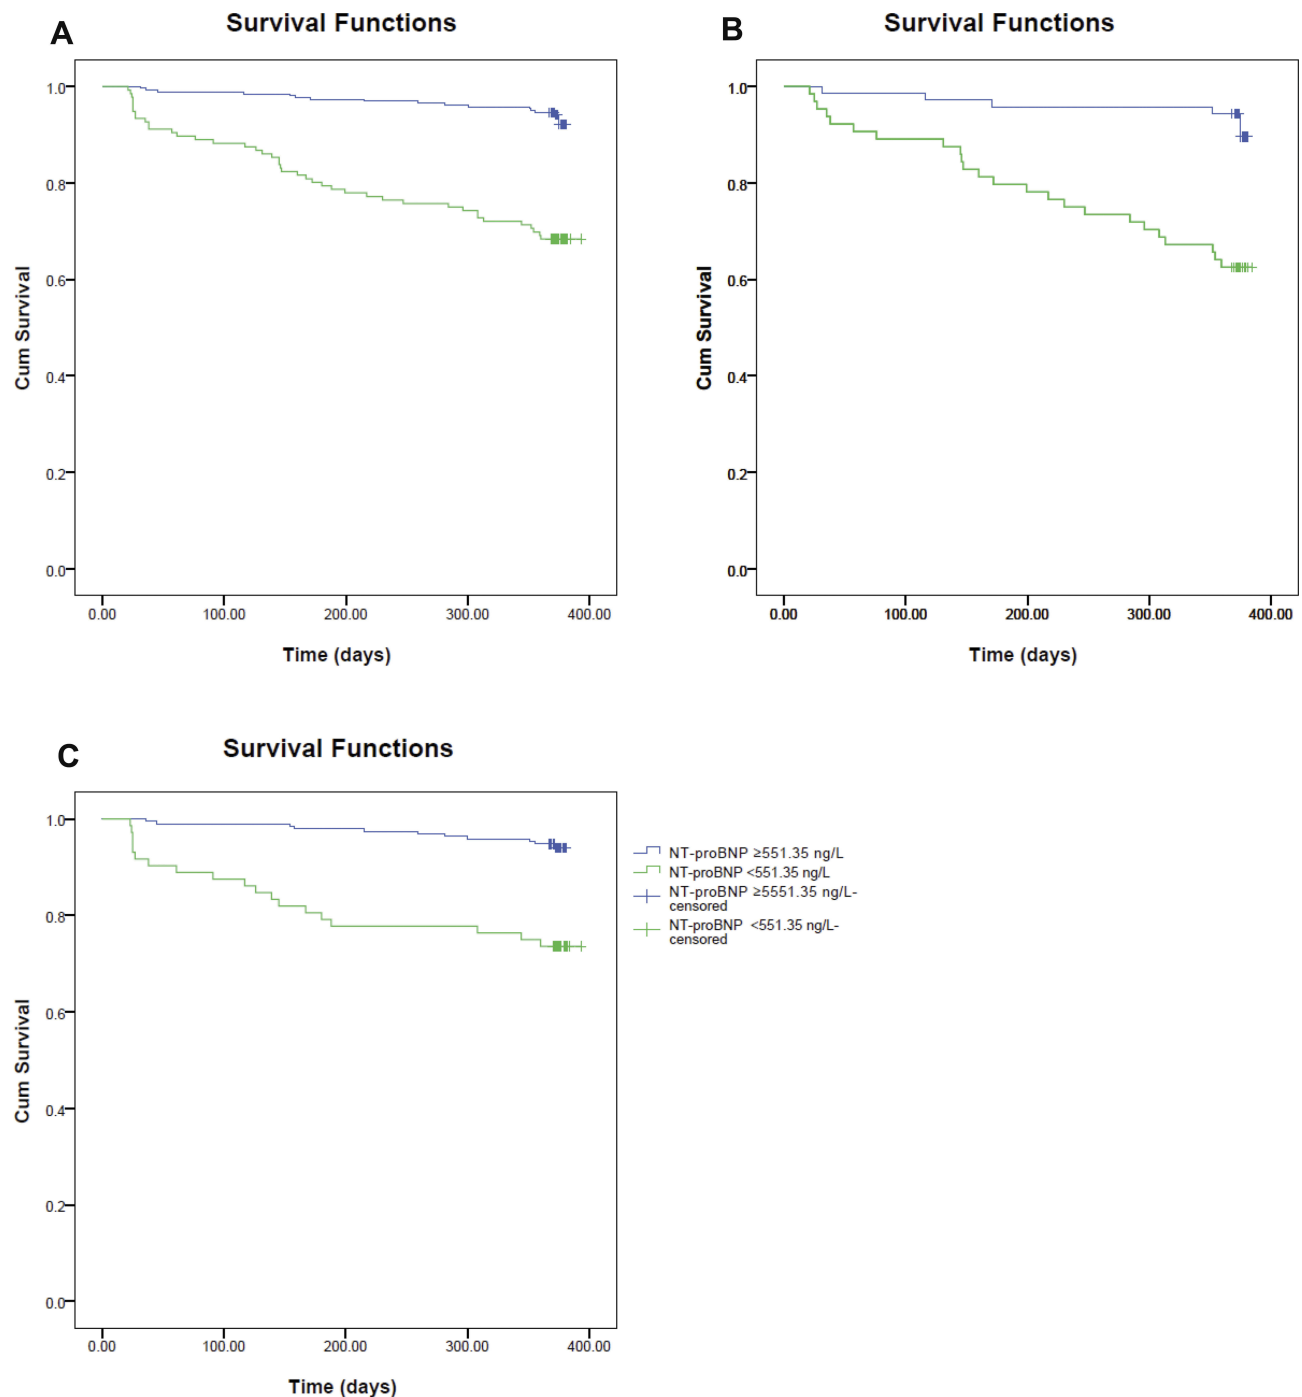 A
Survival Functions
Cum Survival
1.0
0.8
0.6
0.4
0.2
0.0
0.00 100.00 200.00 300.00 400.00
Time (days)
B
Survival Functions
Cum Survival
1.0
0.8
0.6
0.4
0.2
0.0
0.00 100.00 200.00 300.00 400.00
Time (days)
C
Survival Functions
Cum Survival
1.0
0.8
0.6
0.4
0.2
0.0
0.00 100.00 200.00 300.00 400.00
Time (days)
NT-proBNP ≥551.35 ng/L
NT-proBNP <551.35 ng/L
NT-proBNP ≥5551.35 ng/L-
censored
NT-proBNP <551.35 ng/L-
censored